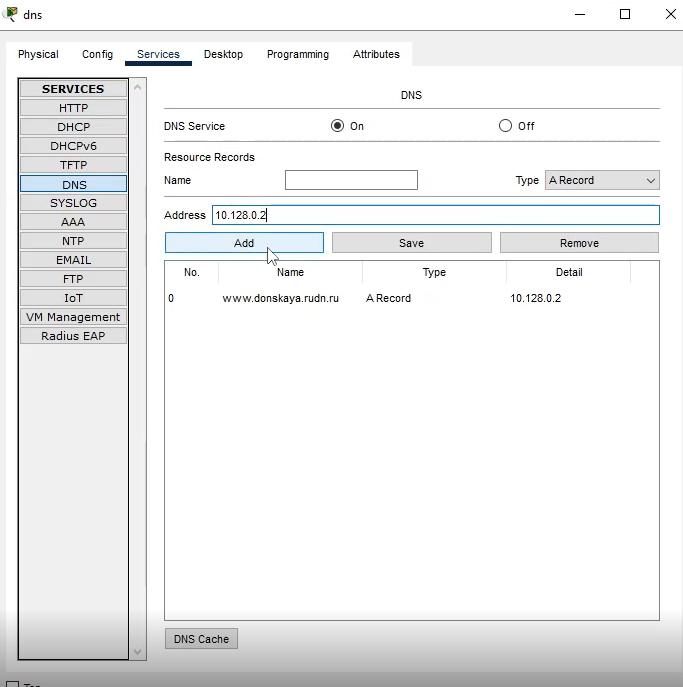 dns
Physical Config Services Desktop Programming Attributes
SERVICES
HTTP
DHCP
DHCPv6
TFTP
DNS
SYSLOG
AAA
NTP
EMAIL
FTP
IoT
VM Management
Radius EAP
DNS
DNS Service On Off
Resource Records
Name Type A Record
Address 10.128.0.2
Add Save Remove
No. Name Type Detail
0 www.donskaya.rudn.ru A Record 10.128.0.2
DNS Cache